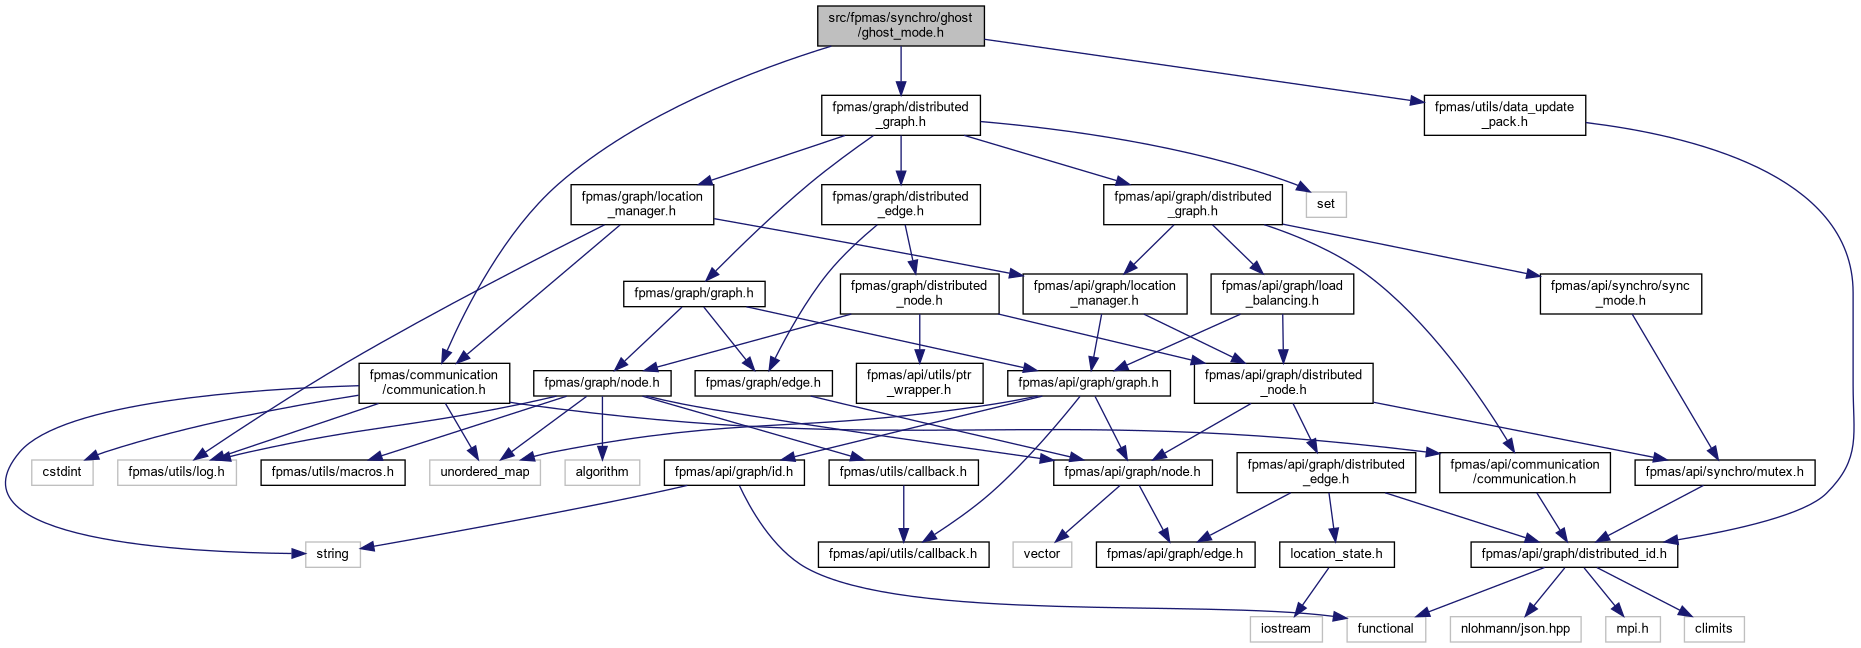 src/fpmas/synchro/ghost
/ghost_mode.h
fpmas/graph/distributed
_graph.h
fpmas/utils/data_update
_pack.h
fpmas/graph/location
_manager.h
fpmas/graph/distributed
_edge.h
fpmas/api/graph/distributed
_graph.h
set
fpmas/graph/graph.h
fpmas/graph/distributed
_node.h
fpmas/api/graph/location
_manager.h
fpmas/api/graph/load
_balancing.h
fpmas/api/synchro/sync
_mode.h
fpmas/communication
/communication.h
fpmas/graph/node.h
fpmas/graph/edge.h
fpmas/api/utils/ptr
_wrapper.h
fpmas/api/graph/graph.h
fpmas/api/graph/distributed
_node.h
cstdint
fpmas/utils/log.h
fpmas/utils/macros.h
unordered_map
algorithm
fpmas/api/graph/id.h
fpmas/utils/callback.h
fpmas/api/graph/node.h
fpmas/api/graph/distributed
_edge.h
fpmas/api/communication
/communication.h
fpmas/api/synchro/mutex.h
string
fpmas/api/utils/callback.h
vector
fpmas/api/graph/edge.h
location_state.h
fpmas/api/graph/distributed_id.h
iostream
functional
nlohmann/json.hpp
mpi.h
climits